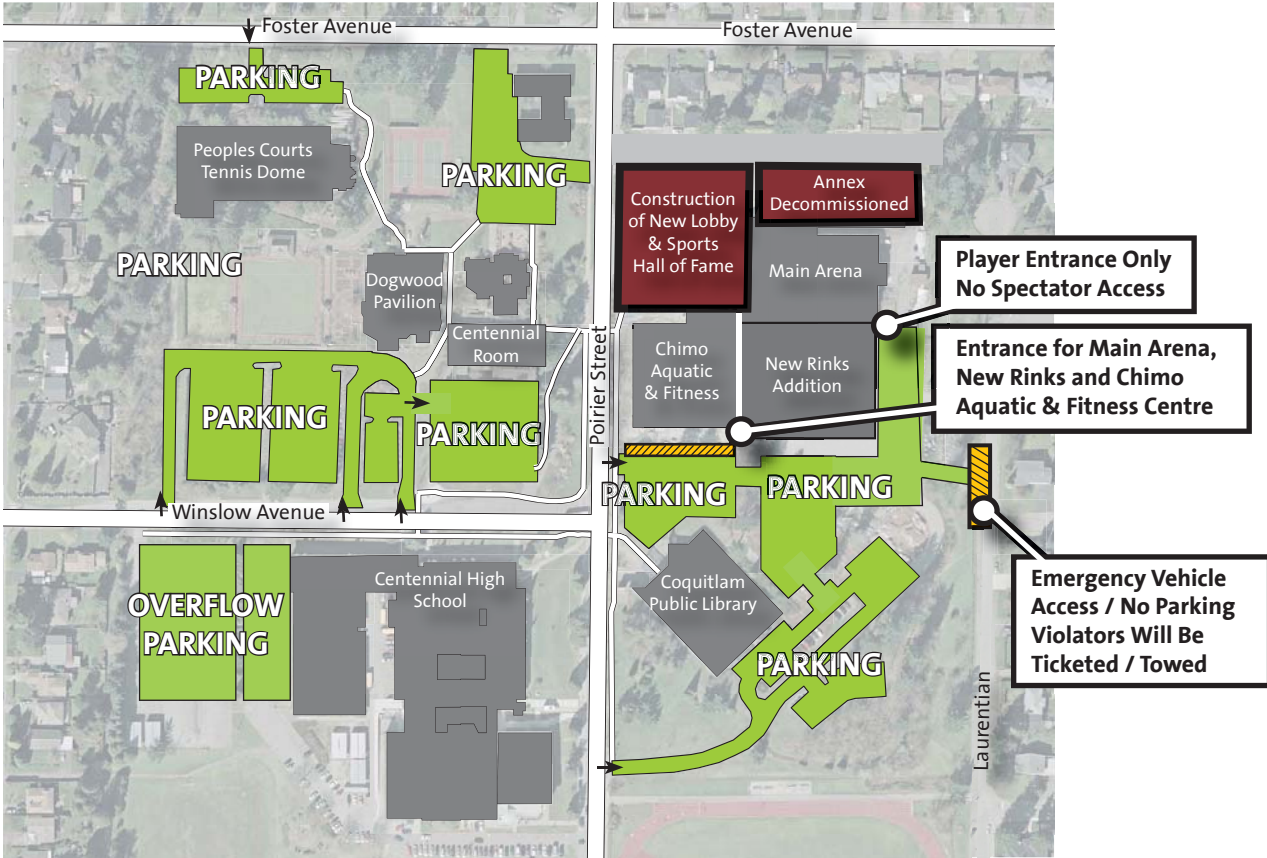 Foster Avenue
Foster Avenue
PARKING
Peoples Courts
Tennis Dome
PARKING
PARKING
Dogwood
Pavilion
Centennial
Room
Poirier Street
Construction
of New Lobby
& Sports
Hall of Fame
Annex
Decommissioned
Main Arena
Player Entrance Only
No Spectator Access
Chimo
Aquatic
& Fitness
New Rinks
Addition
Entrance for Main Arena,
New Rinks and Chimo
Aquatic & Fitness Centre
PARKING
PARKING
PARKING
PARKING
Winslow Avenue
OVERFLOW
PARKING
Centennial High
School
Coquitlam
Public Library
PARKING
Emergency Vehicle
Access / No Parking
Violators Will Be
Ticketed / Towed
Laurentian